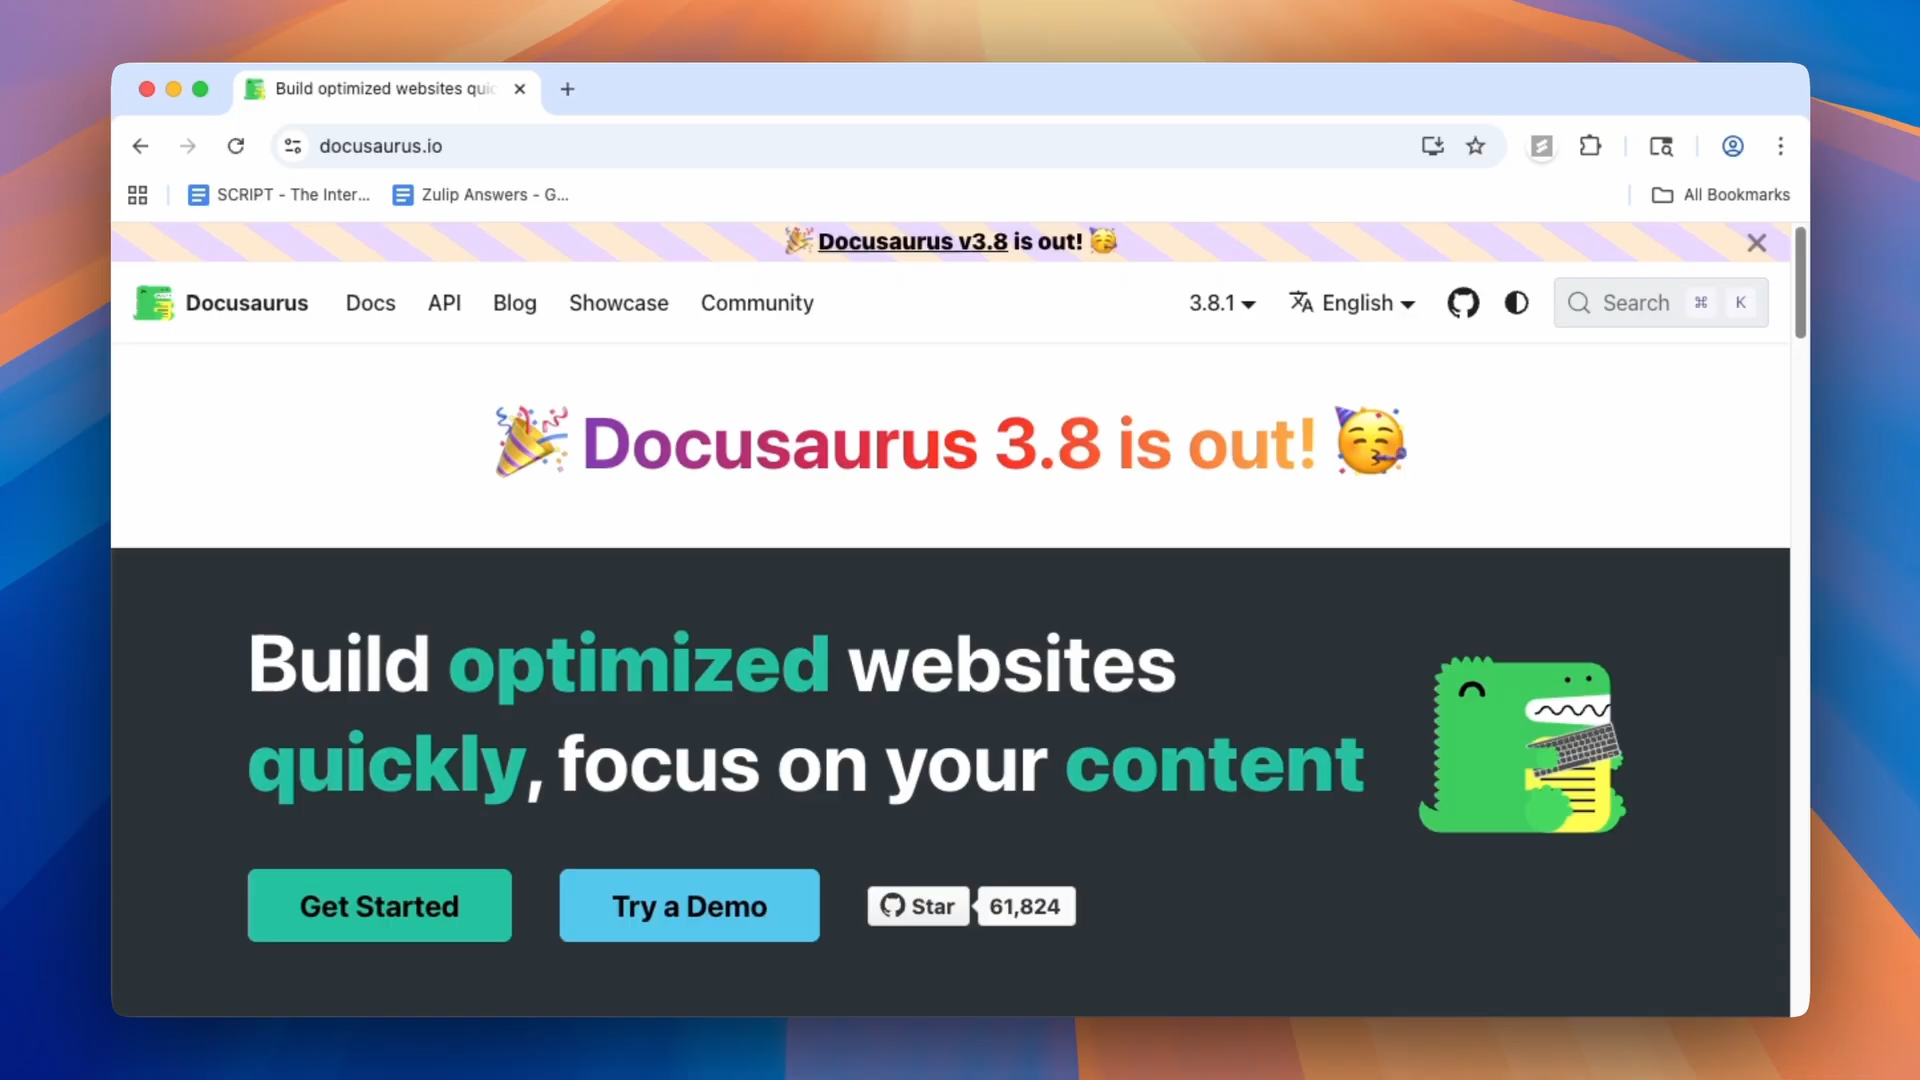 Build optimized websites quic
docusaurus.io
SCRIPT - The Inter...
Zulip Answers - G...
All Bookmarks
🎉 Docusaurus v3.8 is out! 🥳
Docusaurus
Docs
API
Blog
Showcase
Community
3.8.1
English
Search
⌘
K
🎉 Docusaurus 3.8 is out! 🥳
Build optimized websites
quickly, focus on your content
Get Started
Try a Demo
Star
61,824